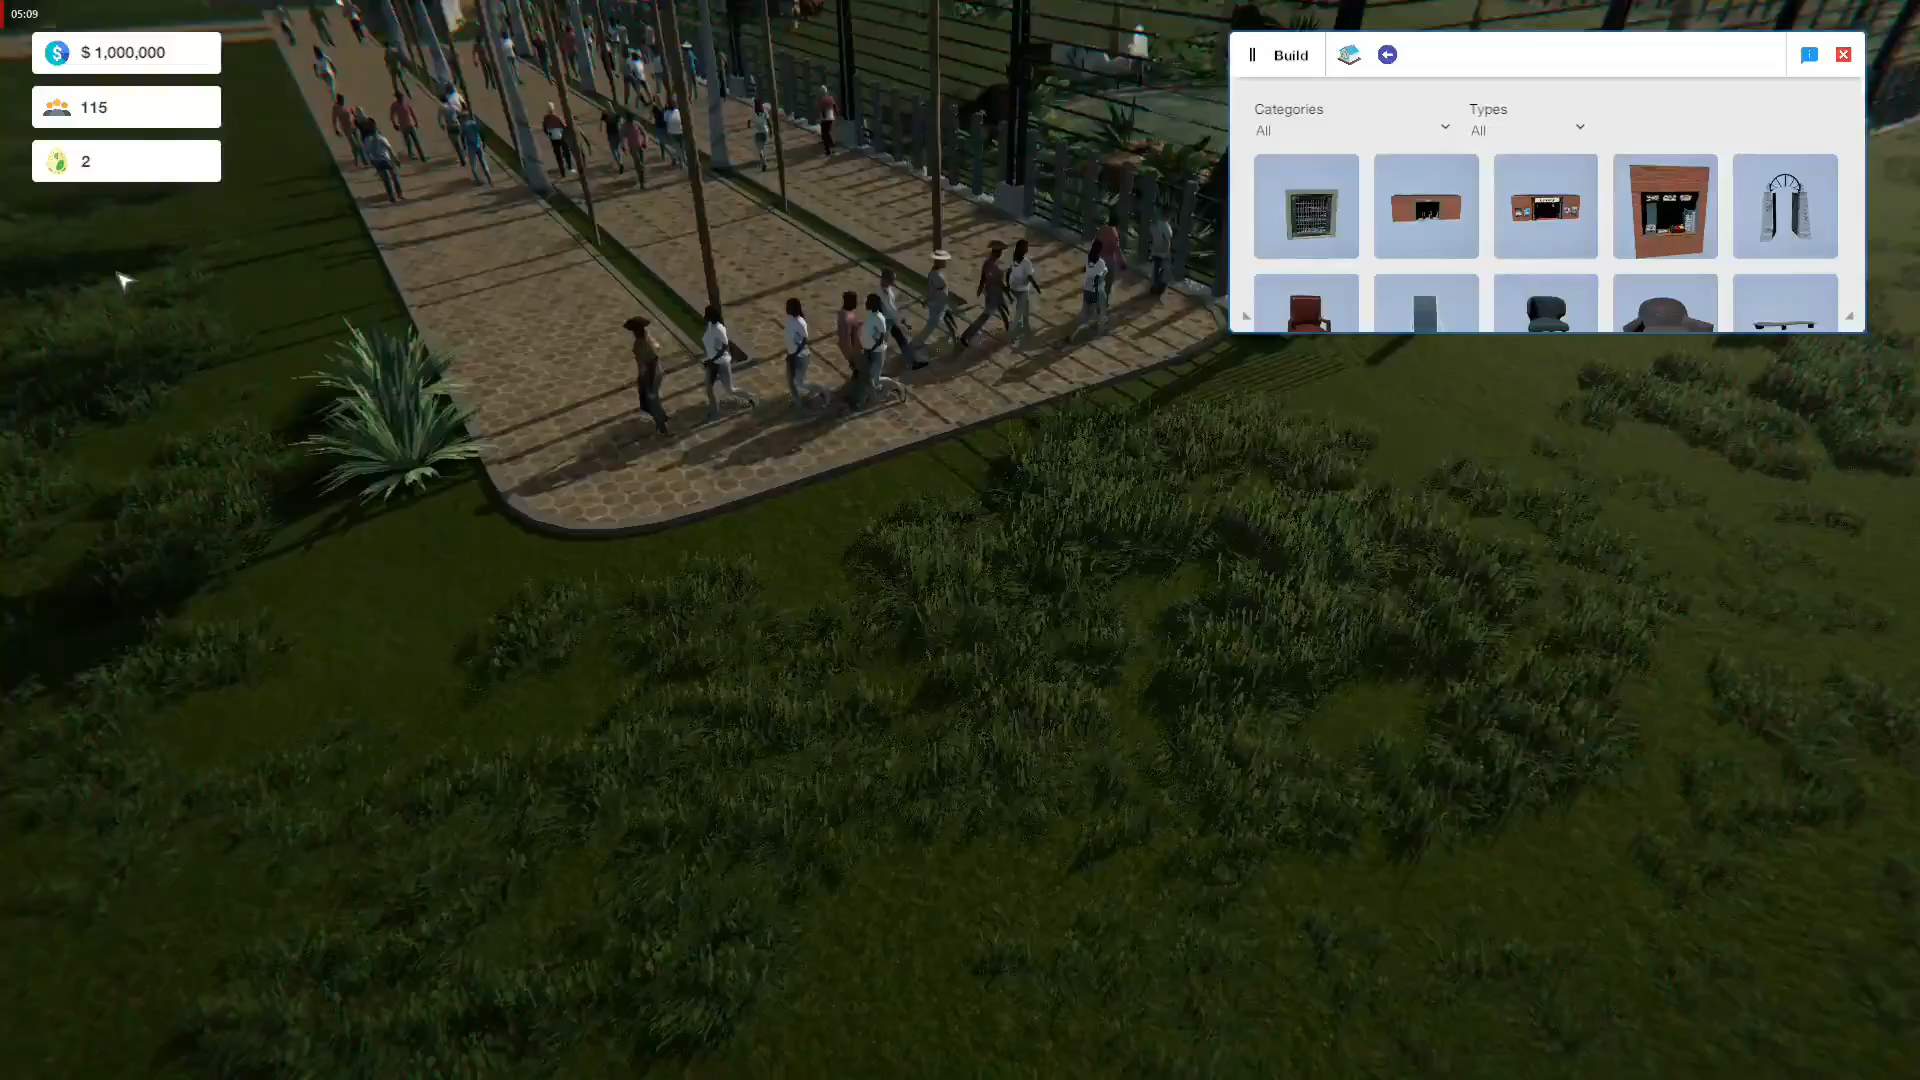 05:09
$ 1,000,000
115
2
Build
Categories
All
Types
All